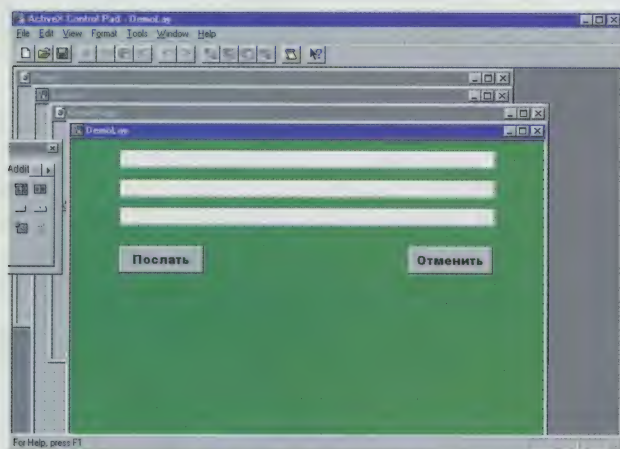 ActiveX Control Pad - DemoLay
File Edit View Format Tools Window Help
DemoLay
Addit
Послать
Отменить
For Help, press F1